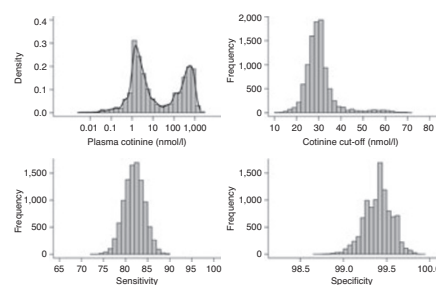 0.4
0.3
0.2
0.1
0.0
Density
0.01 0.1 1 10 100 1,000
Plasma cotinine (nmol/l)
2,000
1,500
1,000
500
0
Frequency
10 20 30 40 50 60 70 80
Cotinine cut-off (nmol/l)
1,500
1,000
500
0
Frequency
65 70 75 80 85 90 95 100
Sensitivity
1,500
1,000
500
0
Frequency
98.5 99.0 99.5 100.0
Specificity